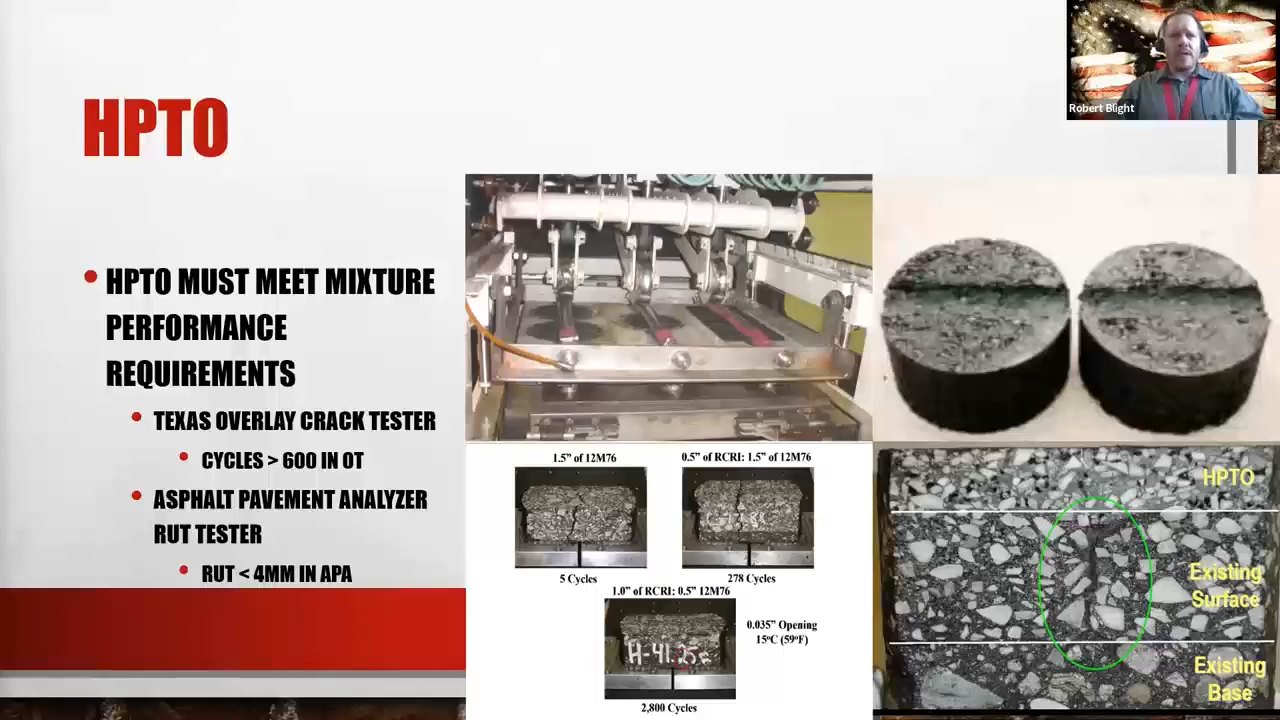 HPTO
HPTO MUST MEET MIXTURE
PERFORMANCE
REQUIREMENTS
TEXAS OVERLAY CRACK TESTER
CYCLES > 600 IN OT
ASPHALT PAVEMENT ANALYZER
RUT TESTER
RUT < 4MM IN APA
Robert Blight
1.5” of 12M76
0.5” of RCRI: 1.5” of 12M76
5 Cycles
278 Cycles
1.0” of RCRI: 0.5” 12M76
0.035” Opening
15°C (59°F)
2,800 Cycles
HPTO
Existing
Surface
Existing
Base